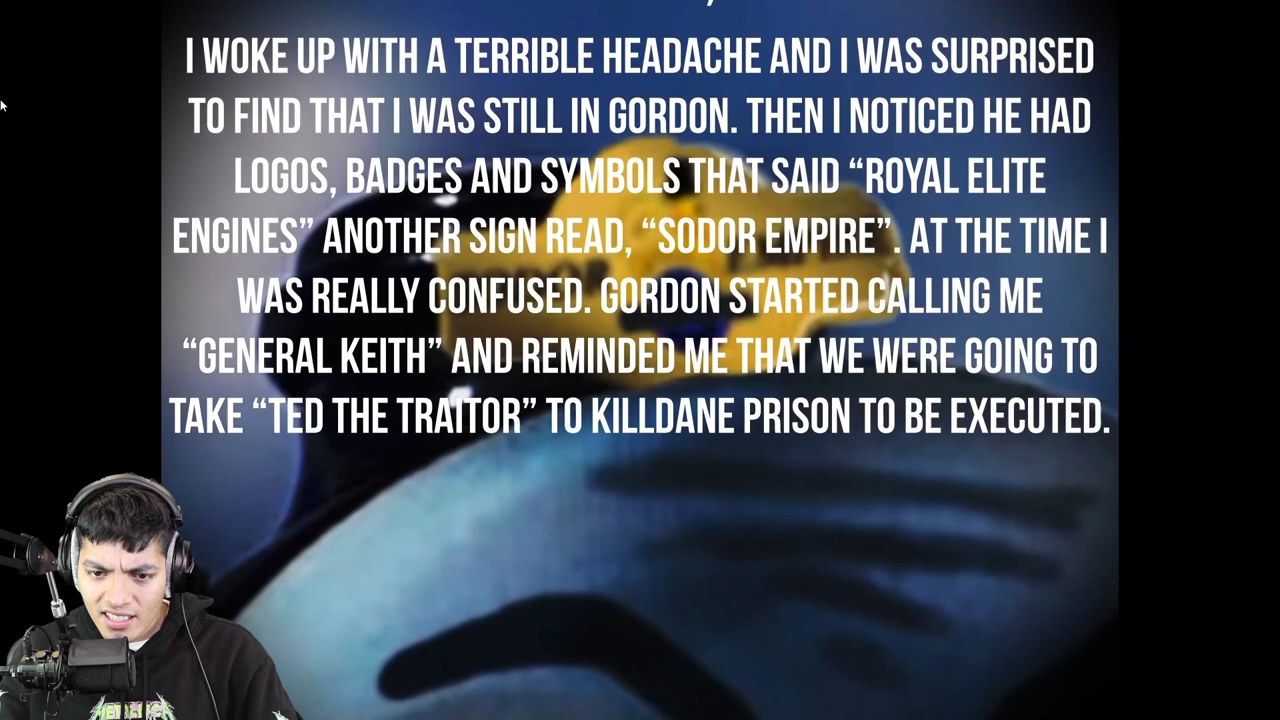 I WOKE UP WITH A TERRIBLE HEADACHE AND I WAS SURPRISED
TO FIND THAT I WAS STILL IN GORDON. THEN I NOTICED HE HAD
LOGOS, BADGES AND SYMBOLS THAT SAID “ROYAL ELITE
ENGINES” ANOTHER SIGN READ, “SODOR EMPIRE”. AT THE TIME I
WAS REALLY CONFUSED. GORDON STARTED CALLING ME
“GENERAL KEITH” AND REMINDED ME THAT WE WERE GOING TO
TAKE “TED THE TRAITOR” TO KILLDANE PRISON TO BE EXECUTED.
METALLICA